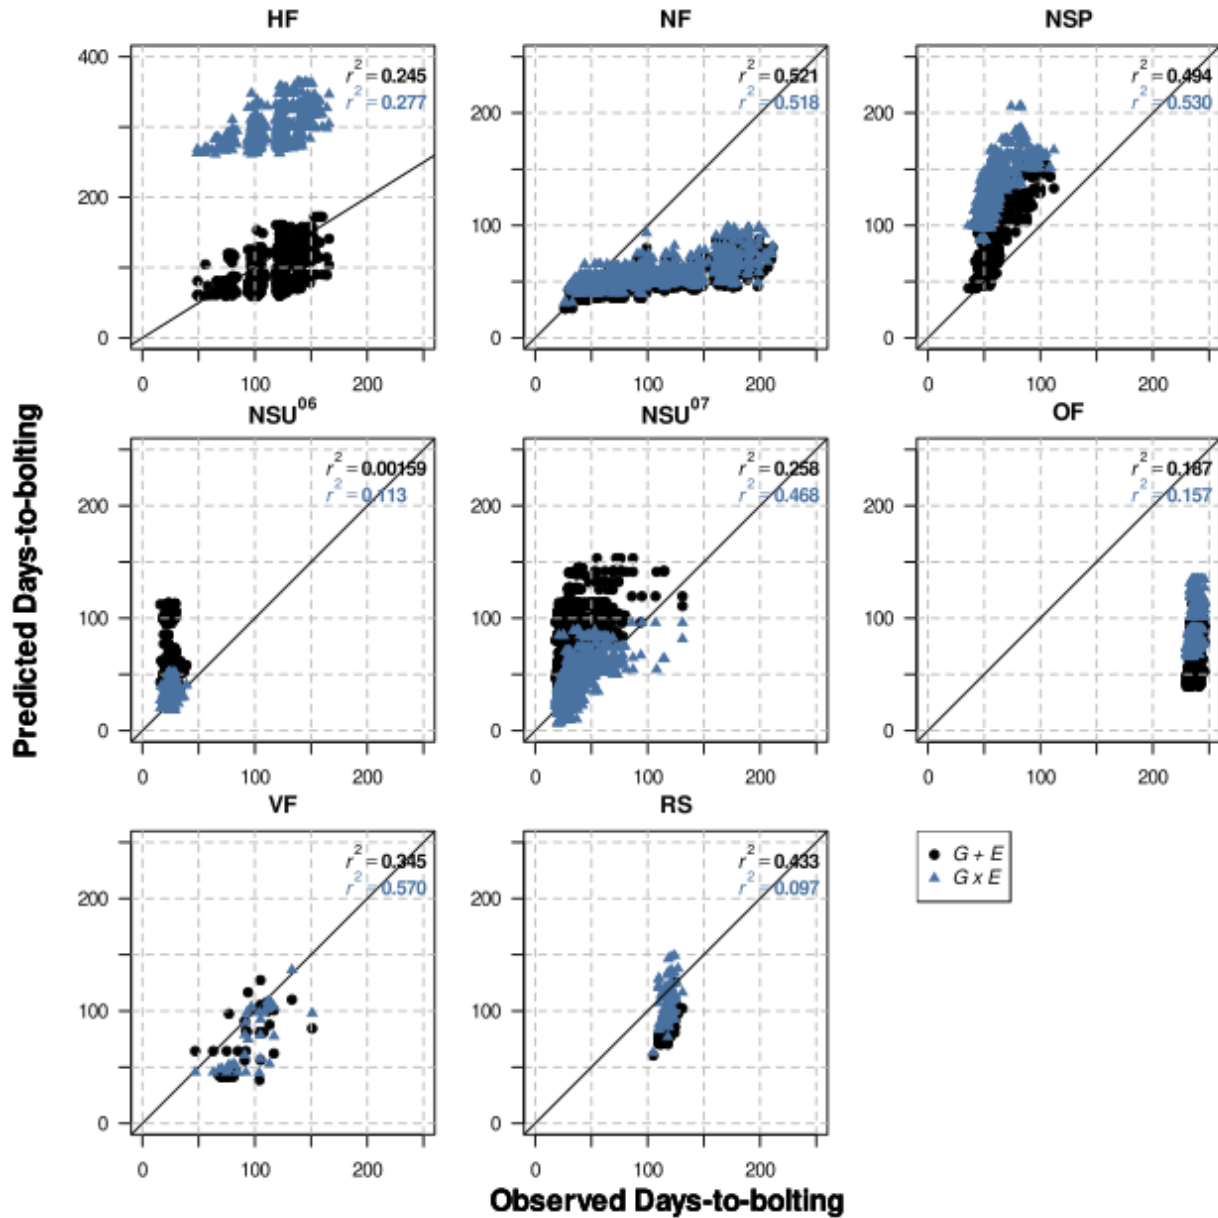 HF
NF
NSP
r² = 0.245
r² = 0.277
r² = 0.521
r² = 0.518
r² = 0.494
r² = 0.530
400
200
0
200
100
0
200
100
0
0 100 200
0 100 200
0 100 200
NSU⁰⁶
NSU⁰⁷
OF
r² = 0.00159
r² = 0.113
r² = 0.258
r² = 0.468
r² = 0.187
r² = 0.157
200
100
0
200
100
0
200
100
0
0 100 200
0 100 200
0 100 200
VF
RS
r² = 0.345
r² = 0.570
r² = 0.433
r² = 0.097
G + E
G x E
200
100
0
200
100
0
0 100 200
0 100 200
Predicted Days-to-bolting
Observed Days-to-bolting